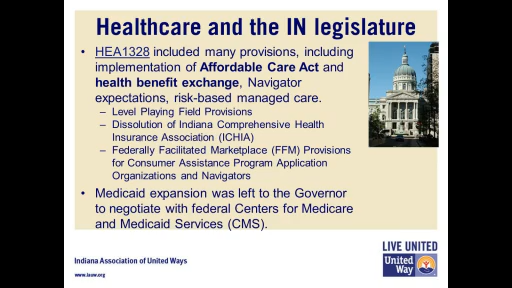 Healthcare and the IN legislature
• HEA1328 included many provisions, including
implementation of Affordable Care Act and
health benefit exchange, Navigator
expectations, risk-based managed care.
– Level Playing Field Provisions
– Dissolution of Indiana Comprehensive Health
Insurance Association (ICHIA)
– Federally Facilitated Marketplace (FFM) Provisions
for Consumer Assistance Program Application
Organizations and Navigators
• Medicaid expansion was left to the Governor
to negotiate with federal Centers for Medicare
and Medicaid Services (CMS).
Indiana Association of United Ways
www.iauw.org
LIVE UNITED
United
Way